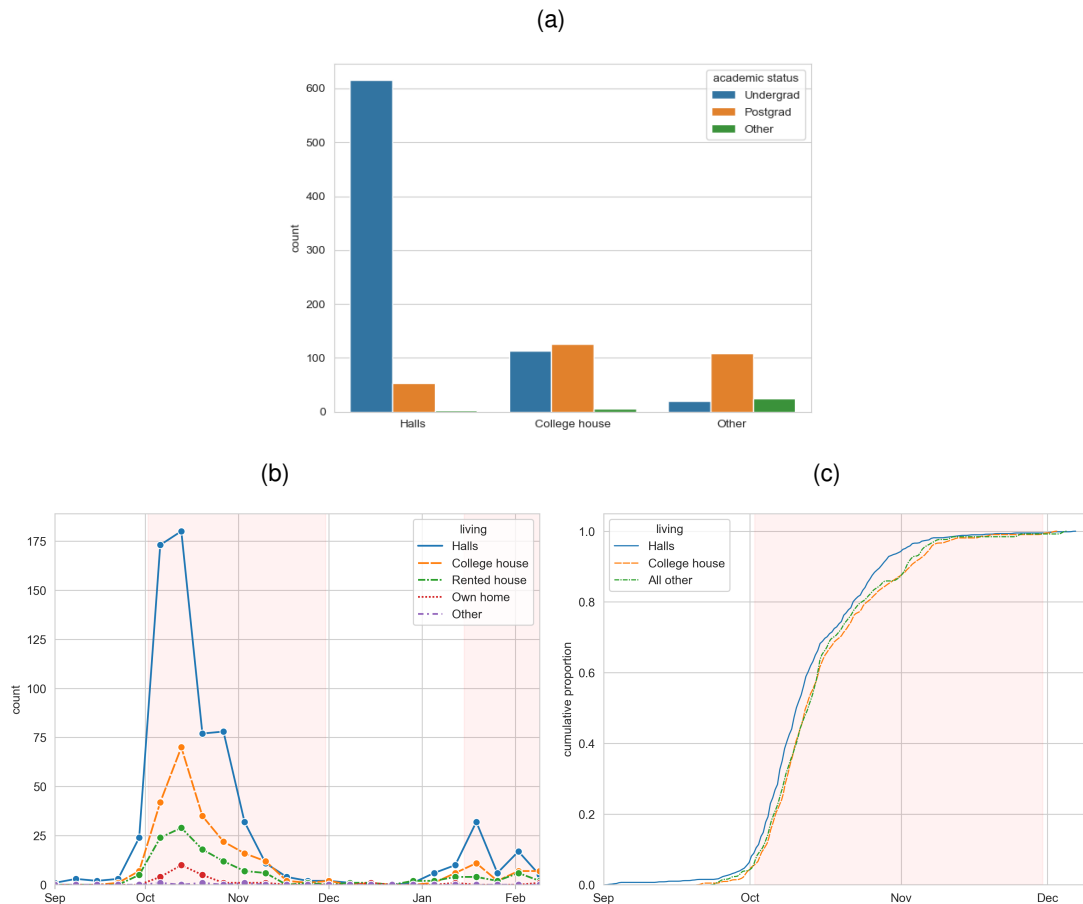 (a)
academic status
Undergrad
Postgrad
Other
600
500
400
300
200
100
0
count
Halls
College house
Other
(b)
living
Halls
College house
Rented house
Own home
Other
175
150
125
100
75
50
25
0
count
Sep
Oct
Nov
Dec
Jan
Feb
(c)
living
Halls
College house
All other
1.0
0.8
0.6
0.4
0.2
0.0
cumulative proportion
Sep
Oct
Nov
Dec